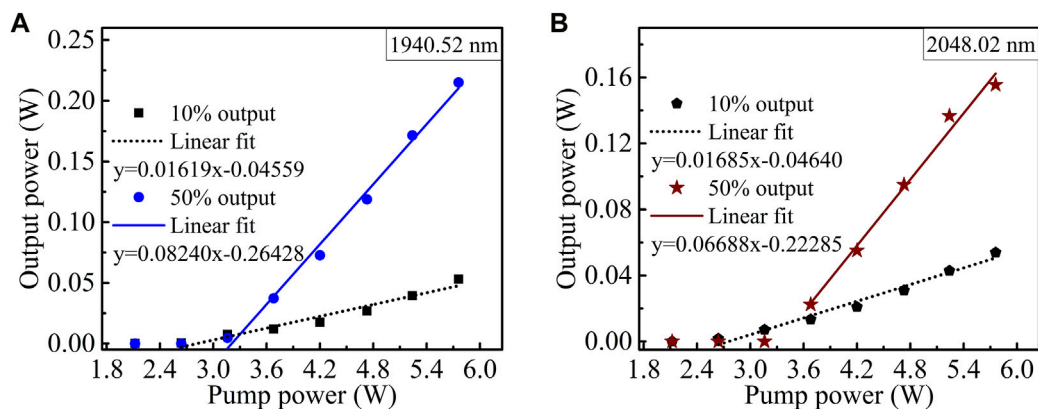 A
1940.52 nm
Output power (W)
0.25
0.20
0.15
0.10
0.05
0.00
10% output
Linear fit
y=0.01619x-0.04559
50% output
Linear fit
y=0.08240x-0.26428
1.8 2.4 3.0 3.6 4.2 4.8 5.4 6.0
Pump power (W)
B
2048.02 nm
Output power (W)
0.16
0.12
0.08
0.04
0.00
10% output
Linear fit
y=0.01685x-0.04640
50% output
Linear fit
y=0.06688x-0.22285
1.8 2.4 3.0 3.6 4.2 4.8 5.4 6.0
Pump power (W)